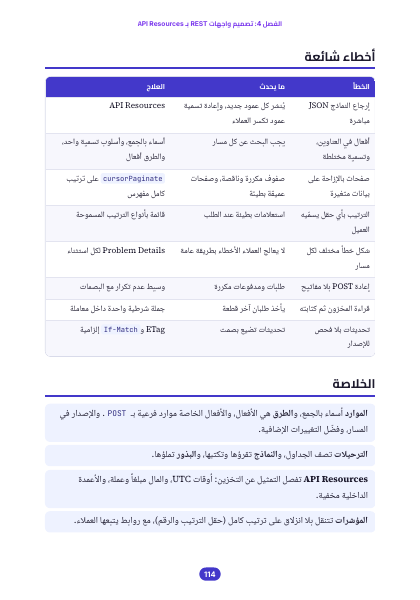 الفصل 4: تصميم واجهات REST بـ API Resources
أخطاء شائعة
الخطأ ما يحدث العلاج
إرجاع النماذج JSON مباشرة يُنشر كل عمود جديد، وإعادة تسمية عمود تكسر العملاء API Resources
أفعال في العناوين، وتسمية مختلطة يجب البحث عن كل مسار أسماء بالجمع، وأسلوب تسمية واحد، والطرق أفعال
صفحات بالإزاحة على بيانات متغيرة صفوف مكررة وناقصة، وصفحات عميقة بطيئة cursorPaginate على ترتيب كامل مفهرس
الترتيب بأي حقل يسميه العميل استعلامات بطيئة عند الطلب قائمة بأنواع الترتيب المسموحة
شكل خطأ مختلف لكل مسار لا يعالج العملاء الأخطاء بطريقة عامة Problem Details لكل استثناء
إعادة POST بلا مفاتيح طلبات ومدفوعات مكررة وسيط عدم تكرار مع البصمات
قراءة المخزون ثم كتابته يأخذ طلبان آخر قطعة جملة شرطية واحدة داخل معاملة
تحديثات بلا فحص للإصدار تحديثات تضيع بصمت ETag و If-Match إلزامية
الخلاصة
الموارد أسماء بالجمع، والطرق هي الأفعال، والأفعال الخاصة موارد فرعية بـ POST . والإصدار في
المسار، وفضّل التغييرات الإضافية.
الترحيلات تصف الجداول، والنماذج تقرؤها وتكتبها، والبذور تملؤها.
API Resources تفصل التمثيل عن التخزين: أوقات UTC، والمال مبلغاً وعملة، والأعمدة
الداخلية مخفية.
المؤشرات تتنقل بلا انزلاق على ترتيب كامل (حقل الترتيب والرقم)، مع روابط يتبعها العملاء.
114